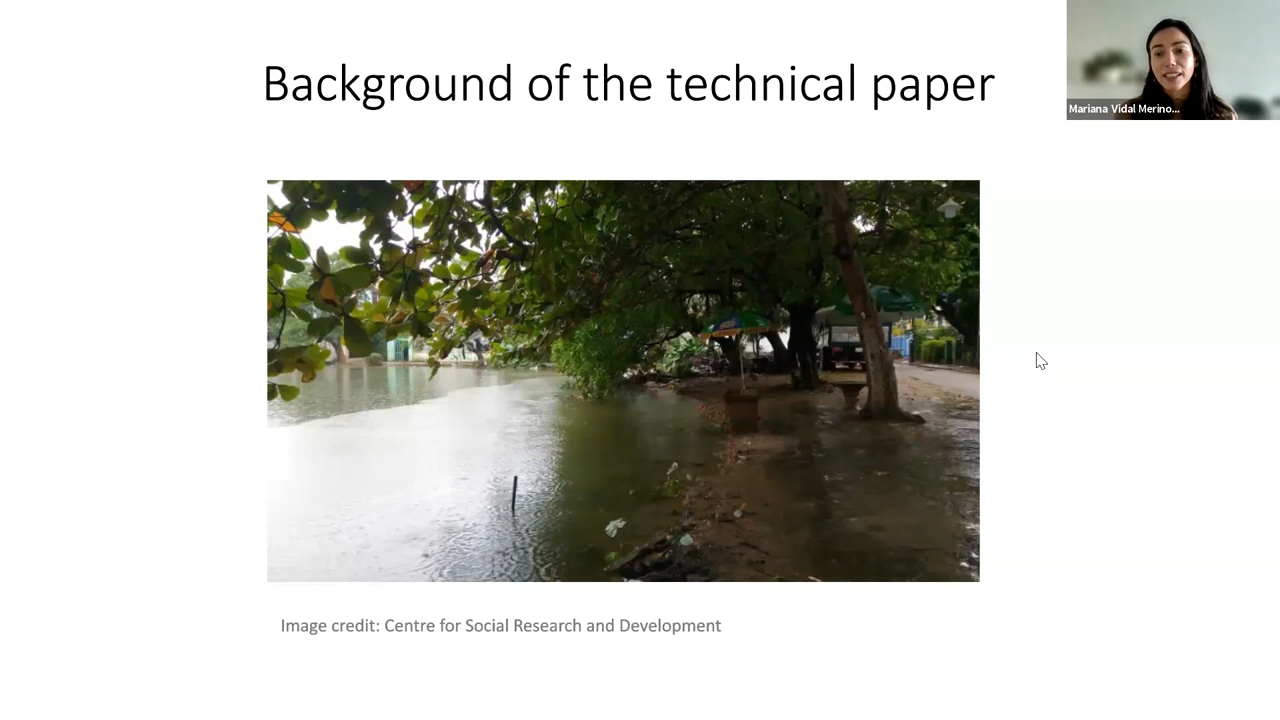 Background of the technical paper
Mariana Vidal Merino...
Image credit: Centre for Social Research and Development